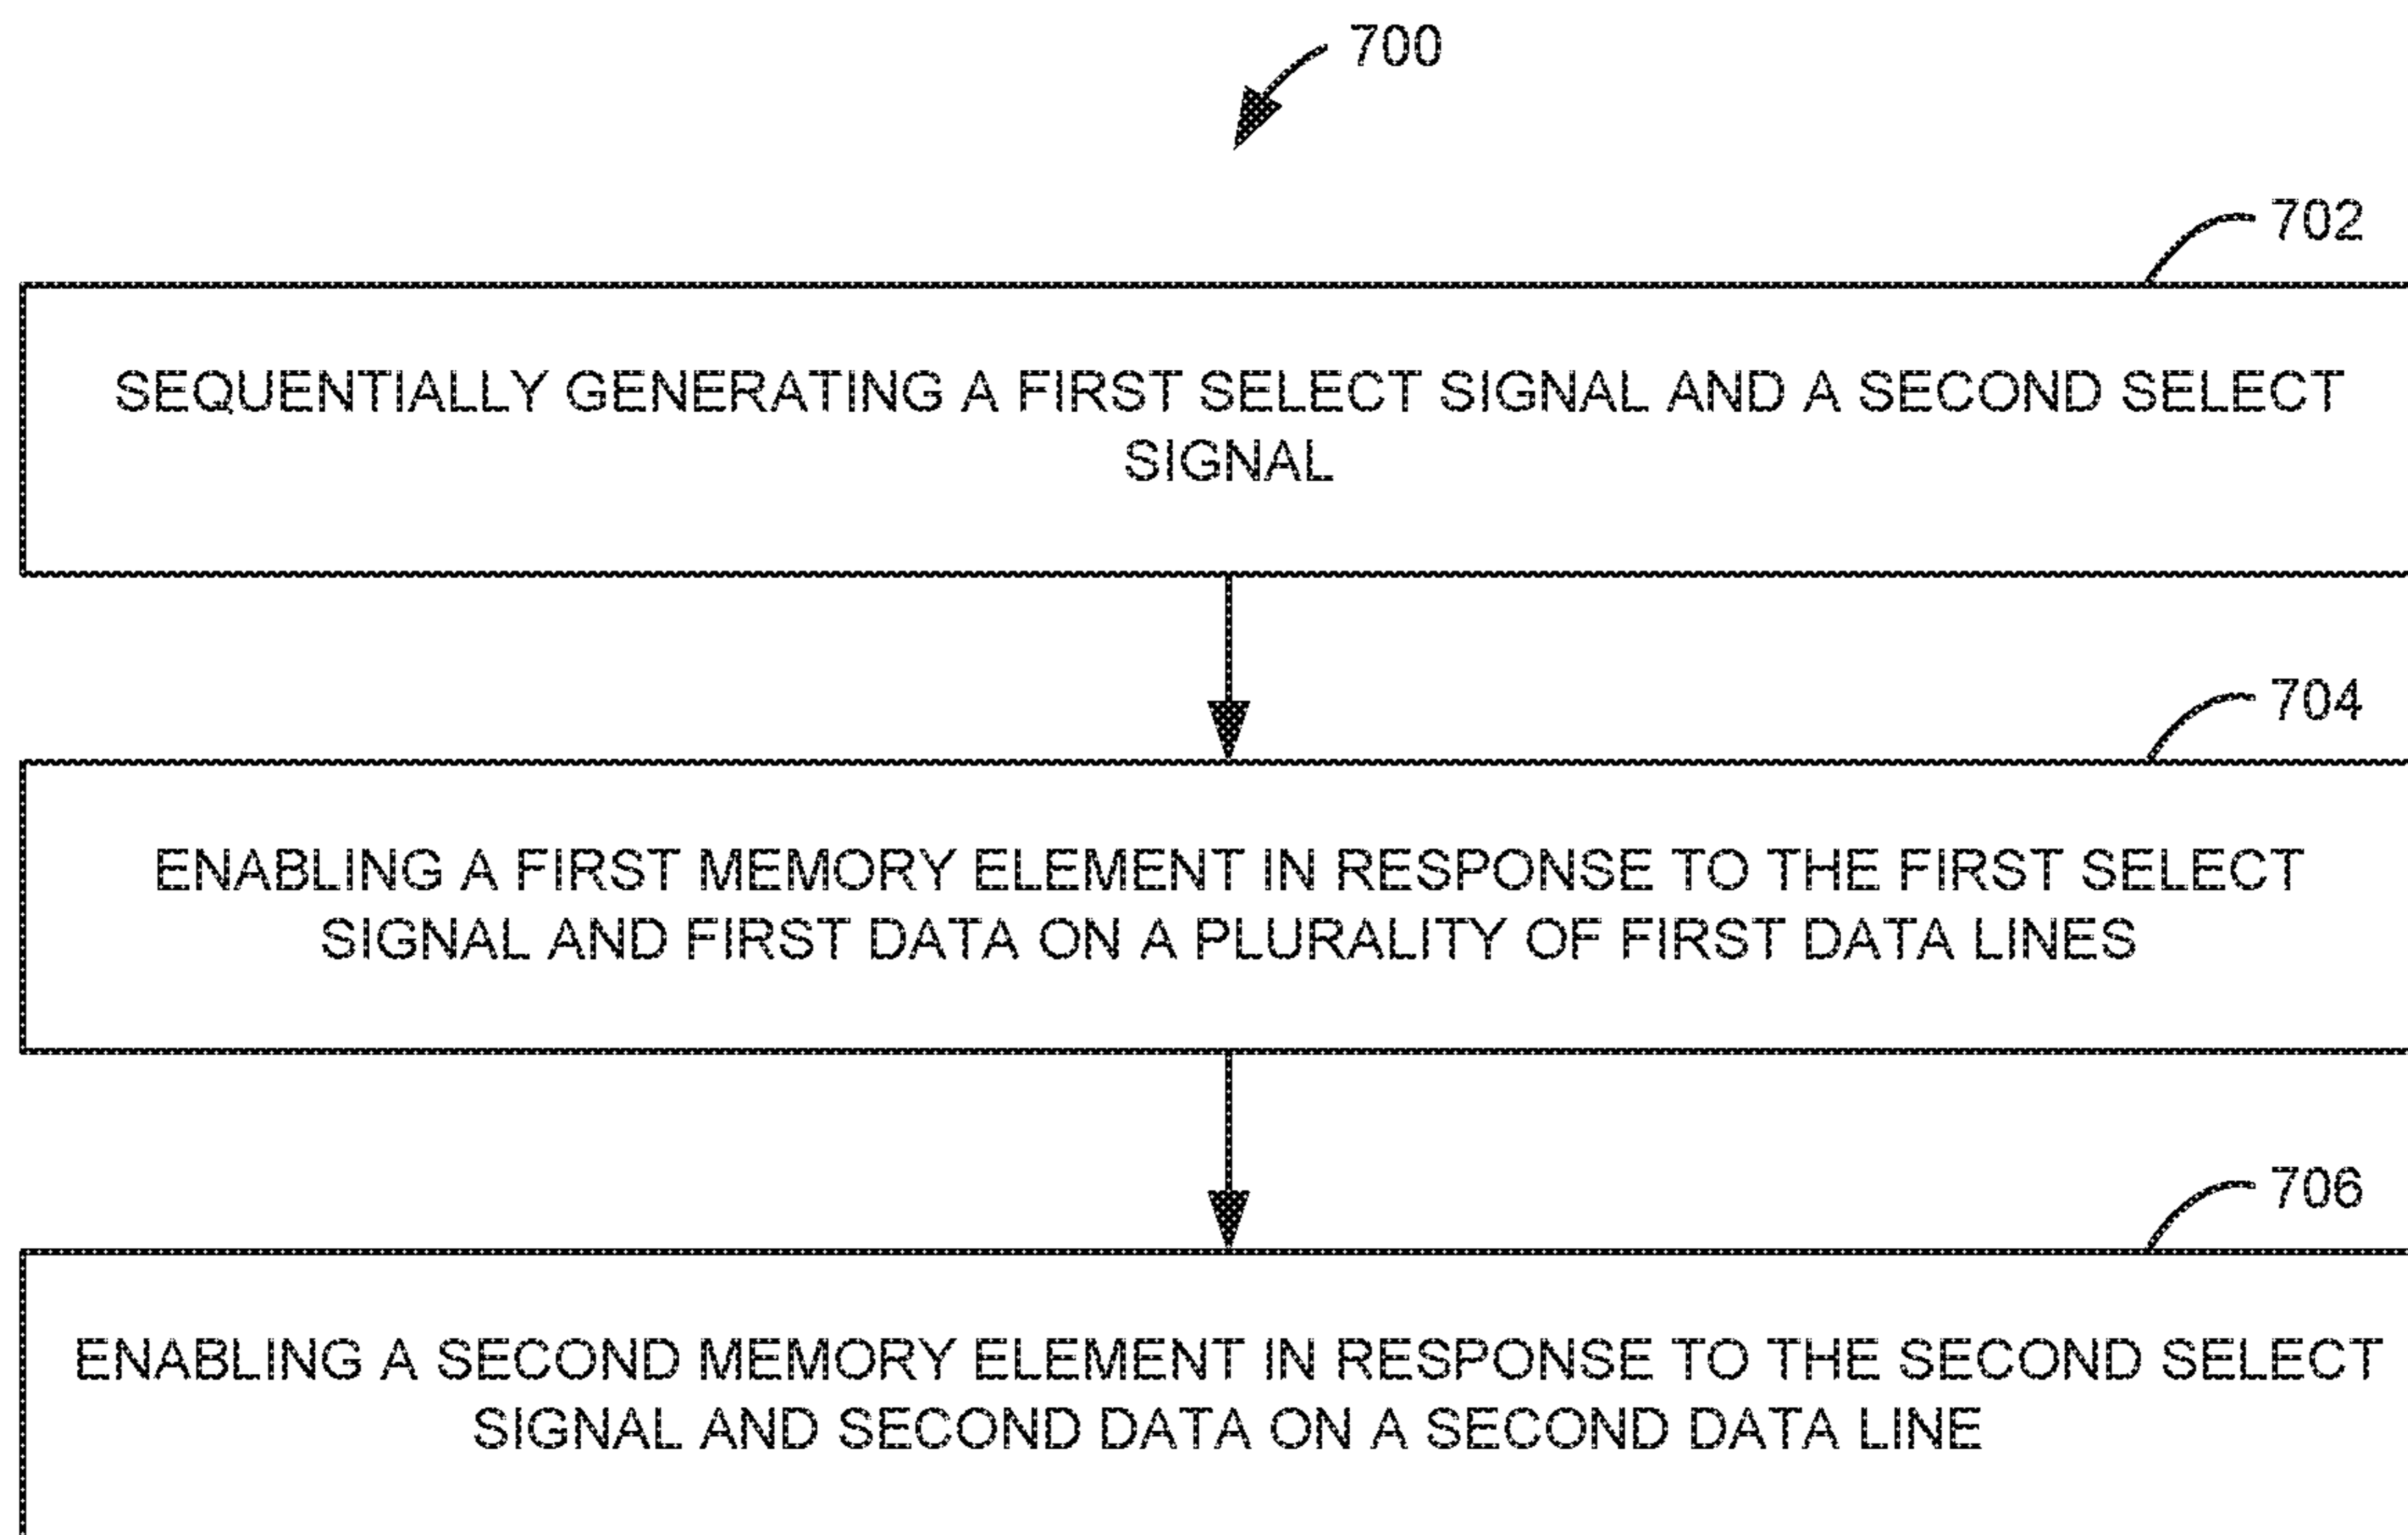 700
702
SEQUENTIALLY GENERATING A FIRST SELECT SIGNAL AND A SECOND SELECT
SIGNAL
704
ENABLING A FIRST MEMORY ELEMENT IN RESPONSE TO THE FIRST SELECT
SIGNAL AND FIRST DATA ON A PLURALITY OF FIRST DATA LINES
706
ENABLING A SECOND MEMORY ELEMENT IN RESPONSE TO THE SECOND SELECT
SIGNAL AND SECOND DATA ON A SECOND DATA LINE